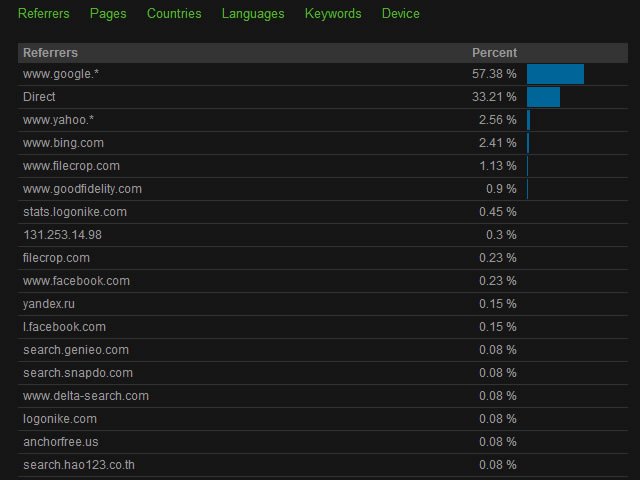 Referrers Pages Countries Languages Keywords Device
Referrers Percent
www.google.* 57.38 %
Direct 33.21 %
www.yahoo.* 2.56 %
www.bing.com 2.41 %
www.filecrop.com 1.13 %
www.goodfidelity.com 0.9 %
stats.logonike.com 0.45 %
131.253.14.98 0.3 %
filecrop.com 0.23 %
www.facebook.com 0.23 %
yandex.ru 0.15 %
l.facebook.com 0.15 %
search.genieo.com 0.08 %
search.snapdo.com 0.08 %
www.delta-search.com 0.08 %
logonike.com 0.08 %
anchorfree.us 0.08 %
search.hao123.co.th 0.08 %